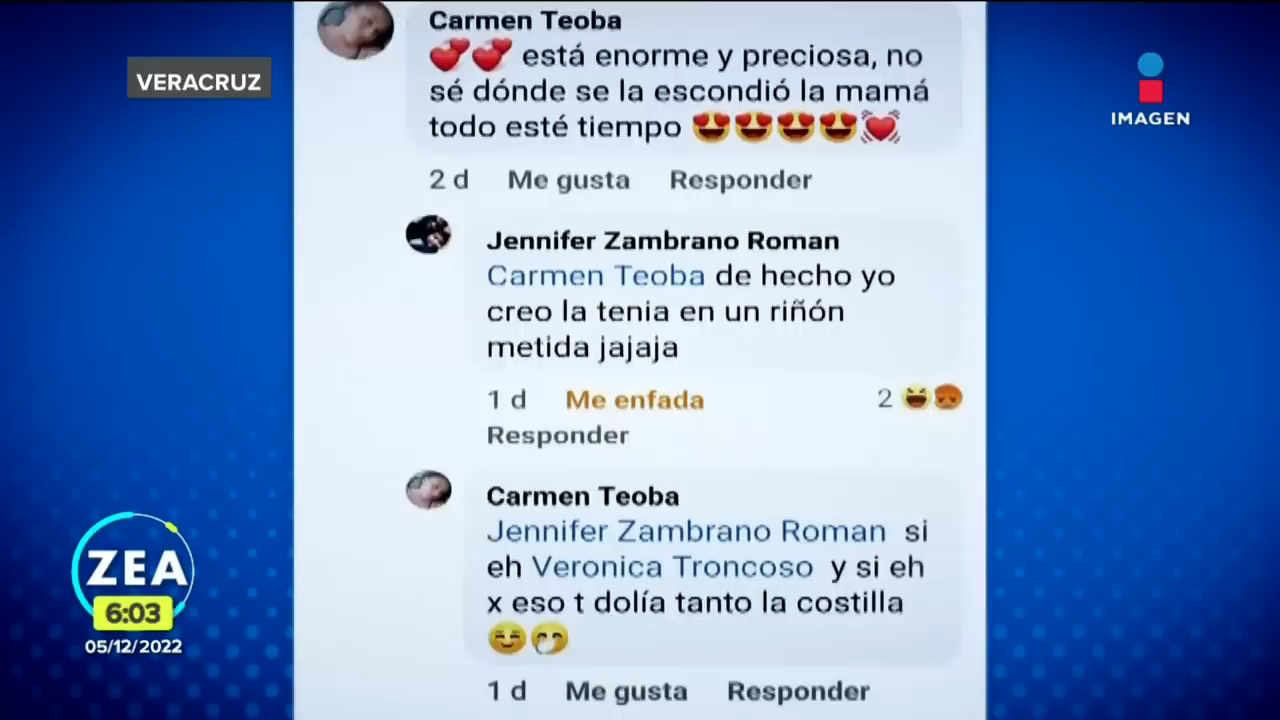 Carmen Teoba
💕💕 está enorme y preciosa, no
sé dónde se la escondió la mamá
todo esté tiempo 😍😍😍😍💓
2 d Me gusta Responder
Jennifer Zambrano Roman
Carmen Teoba de hecho yo
creo la tenia en un riñón
metida jajaja
1 d Me enfada 2 😆😡
Responder
Carmen Teoba
Jennifer Zambrano Roman si
eh Veronica Troncoso y si eh
x eso t dolía tanto la costilla
😊🤭
1 d Me gusta Responder
VERACRUZ
IMAGEN
ZEA
6:03
05/12/2022